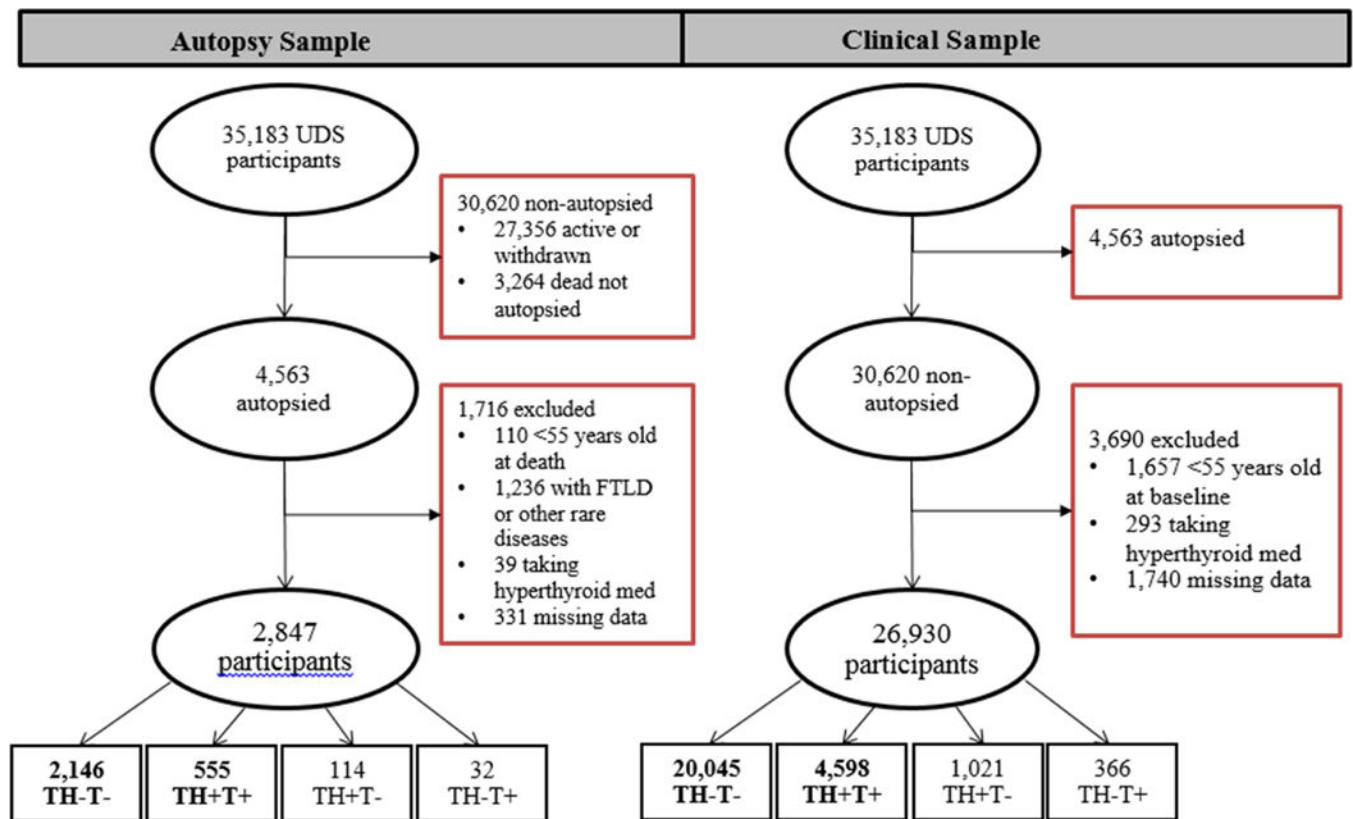 Autopsy Sample
Clinical Sample
35,183 UDS
participants
30,620 non-autopsied
• 27,356 active or
withdrawn
• 3,264 dead not
autopsied
4,563
autopsied
1,716 excluded
• 110 <55 years old
at death
• 1,236 with FTLD
or other rare
diseases
• 39 taking
hyperthyroid med
• 331 missing data
2,847
participants
2,146
TH-T-
555
TH+T+
114
TH+T-
32
TH-T+
35,183 UDS
participants
4,563 autopsied
30,620 non-
autopsied
3,690 excluded
• 1,657 <55 years old
at baseline
• 293 taking
hyperthyroid med
• 1,740 missing data
26,930
participants
20,045
TH-T-
4,598
TH+T+
1,021
TH+T-
366
TH-T+